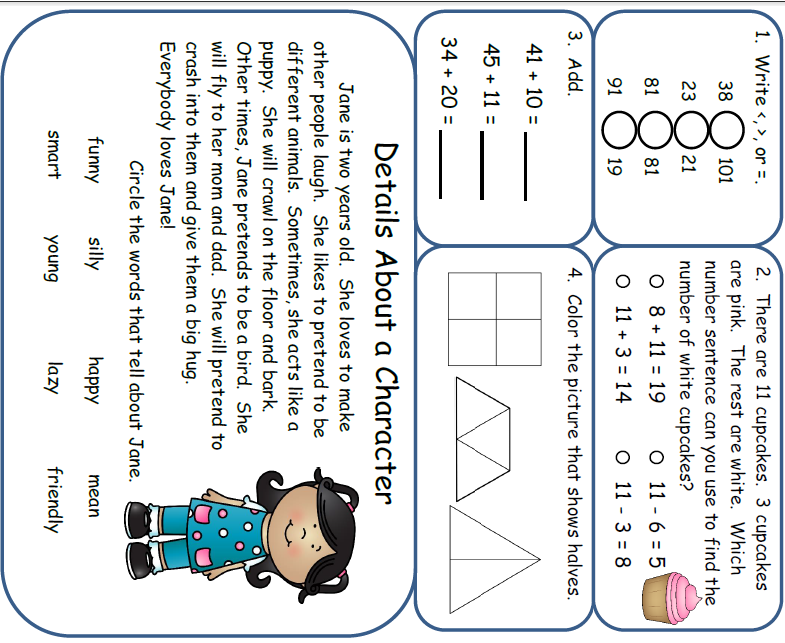 1. Write <, >, or =.
38 101
23 21
81 81
91 19
2. There are 11 cupcakes. 3 cupcakes
are pink. The rest are white. Which
number sentence can you use to find the
number of white cupcakes?
8 + 11 = 19 11 - 6 = 5
11 + 3 = 14 11 - 3 = 8
3. Add.
41 + 10 =
45 + 11 =
34 + 20 =
4. Color the picture that shows halves.
Details About a Character
Jane is two years old. She loves to make
other people laugh. She likes to pretend to be
different animals. Sometimes, she acts like a
puppy. She will crawl on the floor and bark.
Other times, Jane pretends to be a bird. She
will fly to her mom and dad. She will pretend to
crash into them and give them a big hug.
Everybody loves Jane!
Circle the words that tell about Jane.
funny silly happy mean
smart young lazy friendly